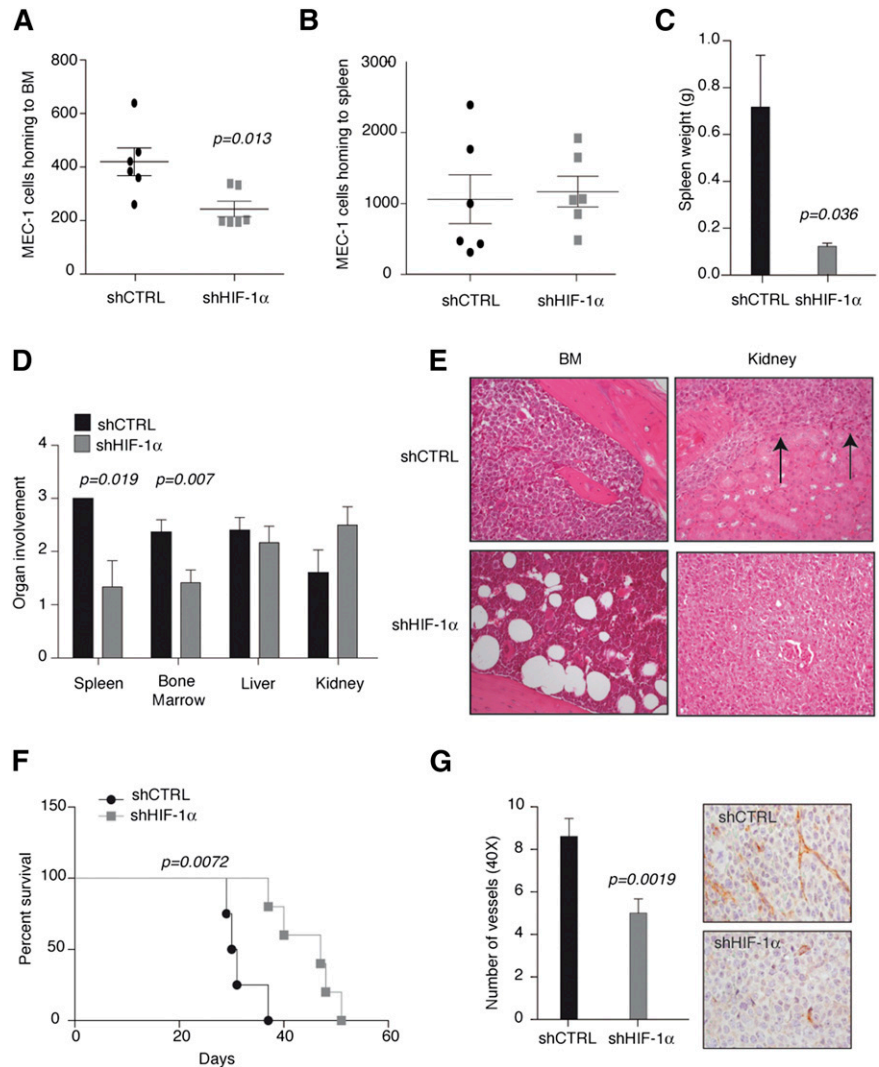 A
MEC-1 cells homing to BM
800
600
400
200
0
p=0.013
shCTRL
shHIF-1α
B
MEC-1 cells homing to spleen
3000
2000
1000
0
shCTRL
shHIF-1α
C
Spleen weight (g)
1.0
0.8
0.6
0.4
0.2
0.0
p=0.036
shCTRL shHIF-1α
D
shCTRL
shHIF-1α
Organ involvement
4
3
2
1
0
p=0.019
p=0.007
Spleen
Bone
Marrow
Liver
Kidney
E
BM
Kidney
shCTRL
shHIF-1α
F
shCTRL
shHIF-1α
Percent survival
150
100
50
0
p=0.0072
0
20
40
60
Days
G
Number of vessels (40X)
10
8
6
4
2
0
p=0.0019
shCTRL
shHIF-1α
shCTRL
shHIF-1α